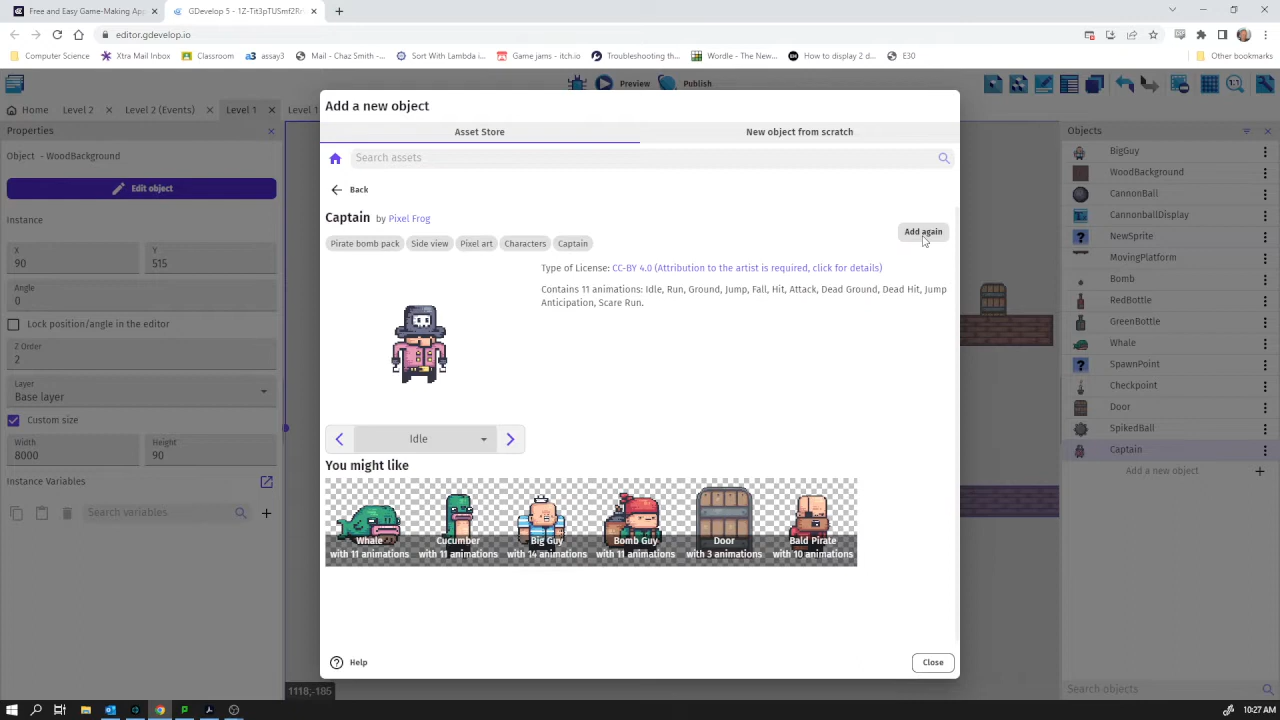 Free and Easy Game-Making App
GDevelop 5 - 1Z-Tit3pTUSmf2R
editor.gdevelop.io
Computer Science
Xtra Mail Inbox
Classroom
assay3
Mail - Chaz Smith -...
Sort With Lambda i...
Game jams - itch.io
Troubleshooting th...
Wordle - The New...
How to display 2 d...
E30
Other bookmarks
Preview
Publish
1:1
Home
Level 2
Level 2 (Events)
Level 1
Level 1
Properties
Object - WoodBackground
Edit object
Instance
X
90
Y
515
Angle
0
Lock position/angle in the editor
Z Order
2
Layer
Base layer
Custom size
Width
8000
Height
90
Instance Variables
Search variables
Add a new object
Asset Store
New object from scratch
Search assets
Back
Captain by Pixel Frog
Add again
Pirate bomb pack
Side view
Pixel art
Characters
Captain
Type of License: CC-BY 4.0 (Attribution to the artist is required, click for details)
Contains 11 animations: Idle, Run, Ground, Jump, Fall, Hit, Attack, Dead Ground, Dead Hit, Jump
Anticipation, Scare Run.
Idle
You might like
Whale
with 11 animations
Cucumber
with 11 animations
Big Guy
with 14 animations
Bomb Guy
with 11 animations
Door
with 3 animations
Bald Pirate
with 10 animations
Help
Close
1118;-185
Objects
BigGuy
WoodBackground
CannonBall
CannonballDisplay
NewSprite
MovingPlatform
Bomb
RedBottle
GreenBottle
Whale
SpawnPoint
Checkpoint
Door
SpikedBall
Captain
Add a new object
Search objects
10:27 AM